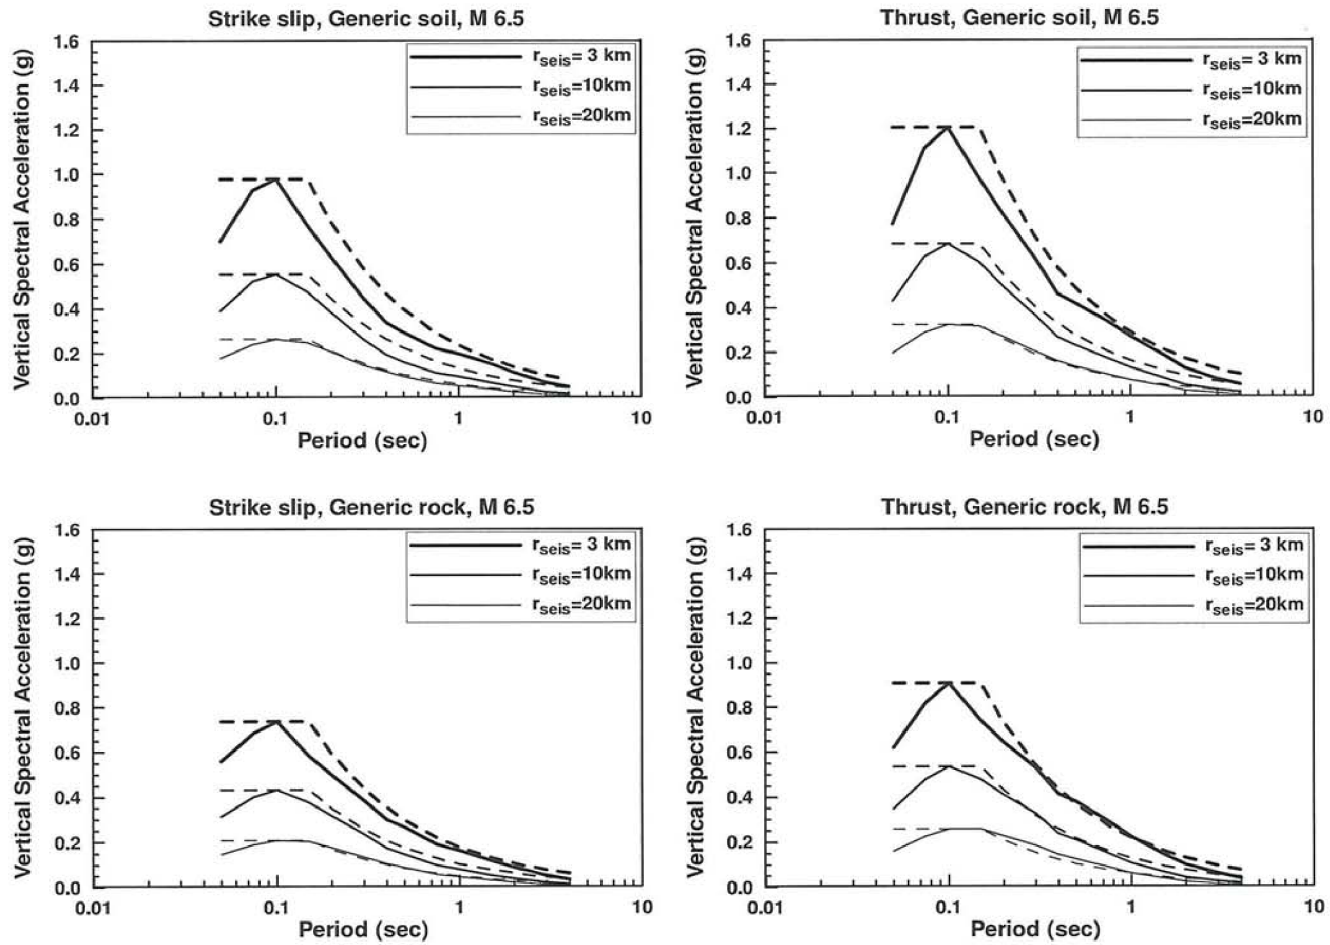 Strike slip, Generic soil, M 6.5
Vertical Spectral Acceleration (g)
1.6
1.4
1.2
1.0
0.8
0.6
0.4
0.2
0.0
rseis= 3 km
rseis=10km
rseis=20km
0.01
0.1
1
10
Period (sec)
Thrust, Generic soil, M 6.5
Vertical Spectral Acceleration (g)
1.6
1.4
1.2
1.0
0.8
0.6
0.4
0.2
0.0
rseis= 3 km
rseis=10km
rseis=20km
0.01
0.1
1
10
Period (sec)
Strike slip, Generic rock, M 6.5
Vertical Spectral Acceleration (g)
1.6
1.4
1.2
1.0
0.8
0.6
0.4
0.2
0.0
rseis= 3 km
rseis=10km
rseis=20km
0.01
0.1
1
10
Period (sec)
Thrust, Generic rock, M 6.5
Vertical Spectral Acceleration (g)
1.6
1.4
1.2
1.0
0.8
0.6
0.4
0.2
0.0
rseis= 3 km
rseis=10km
rseis=20km
0.01
0.1
1
10
Period (sec)